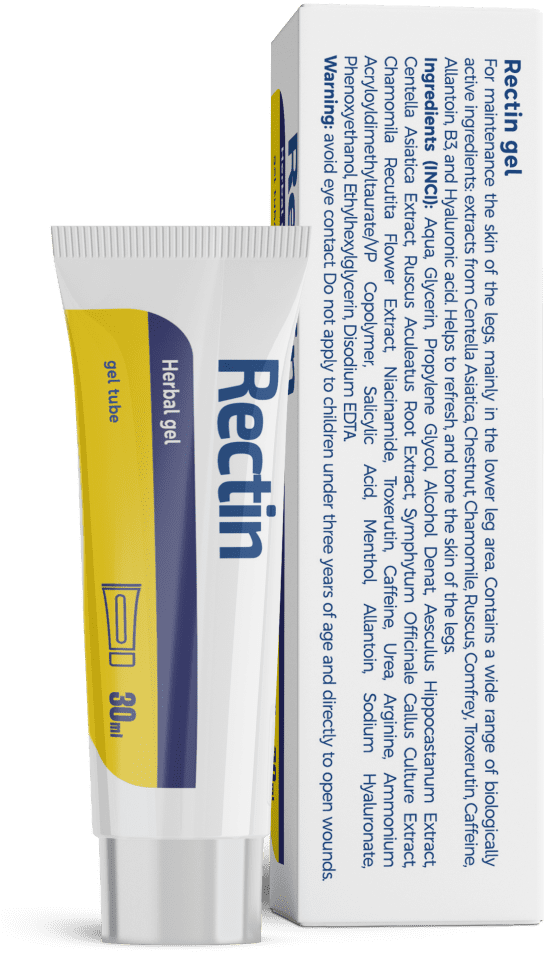 Rectin gel
For maintenance the skin of the legs, mainly in the lower leg area. Contains a wide range of biologically
active ingredients: extracts from Centella Asiatica, Chestnut, Chamomile, Ruscus, Comfrey, Troxerutin, Caffeine,
Allantoin, B3, and Hyaluronic acid. Helps to refresh, and tone the skin of the legs.
Ingredients (INCI): Aqua, Glycerin, Propylene Glycol, Alcohol Denat, Aesculus Hippocastanum Extract,
Centella Asiatica Extract, Ruscus Aculeatus Root Extract, Symphytum Officinale Callus Culture Extract,
Chamomila Recutita Flower Extract, Niacinamide, Troxerutin, Caffeine, Urea, Arginine, Ammonium
Acryloyldimethyltaurate/VP Copolymer, Salicylic Acid, Menthol, Allantoin, Sodium Hyaluronate,
Phenoxyethanol, Ethylhexylglycerin, Disodium EDTA
Warning: avoid eye contact. Do not apply to children under three years of age and directly to open wounds.
Rectin
Herbal gel
gel tube
30ml